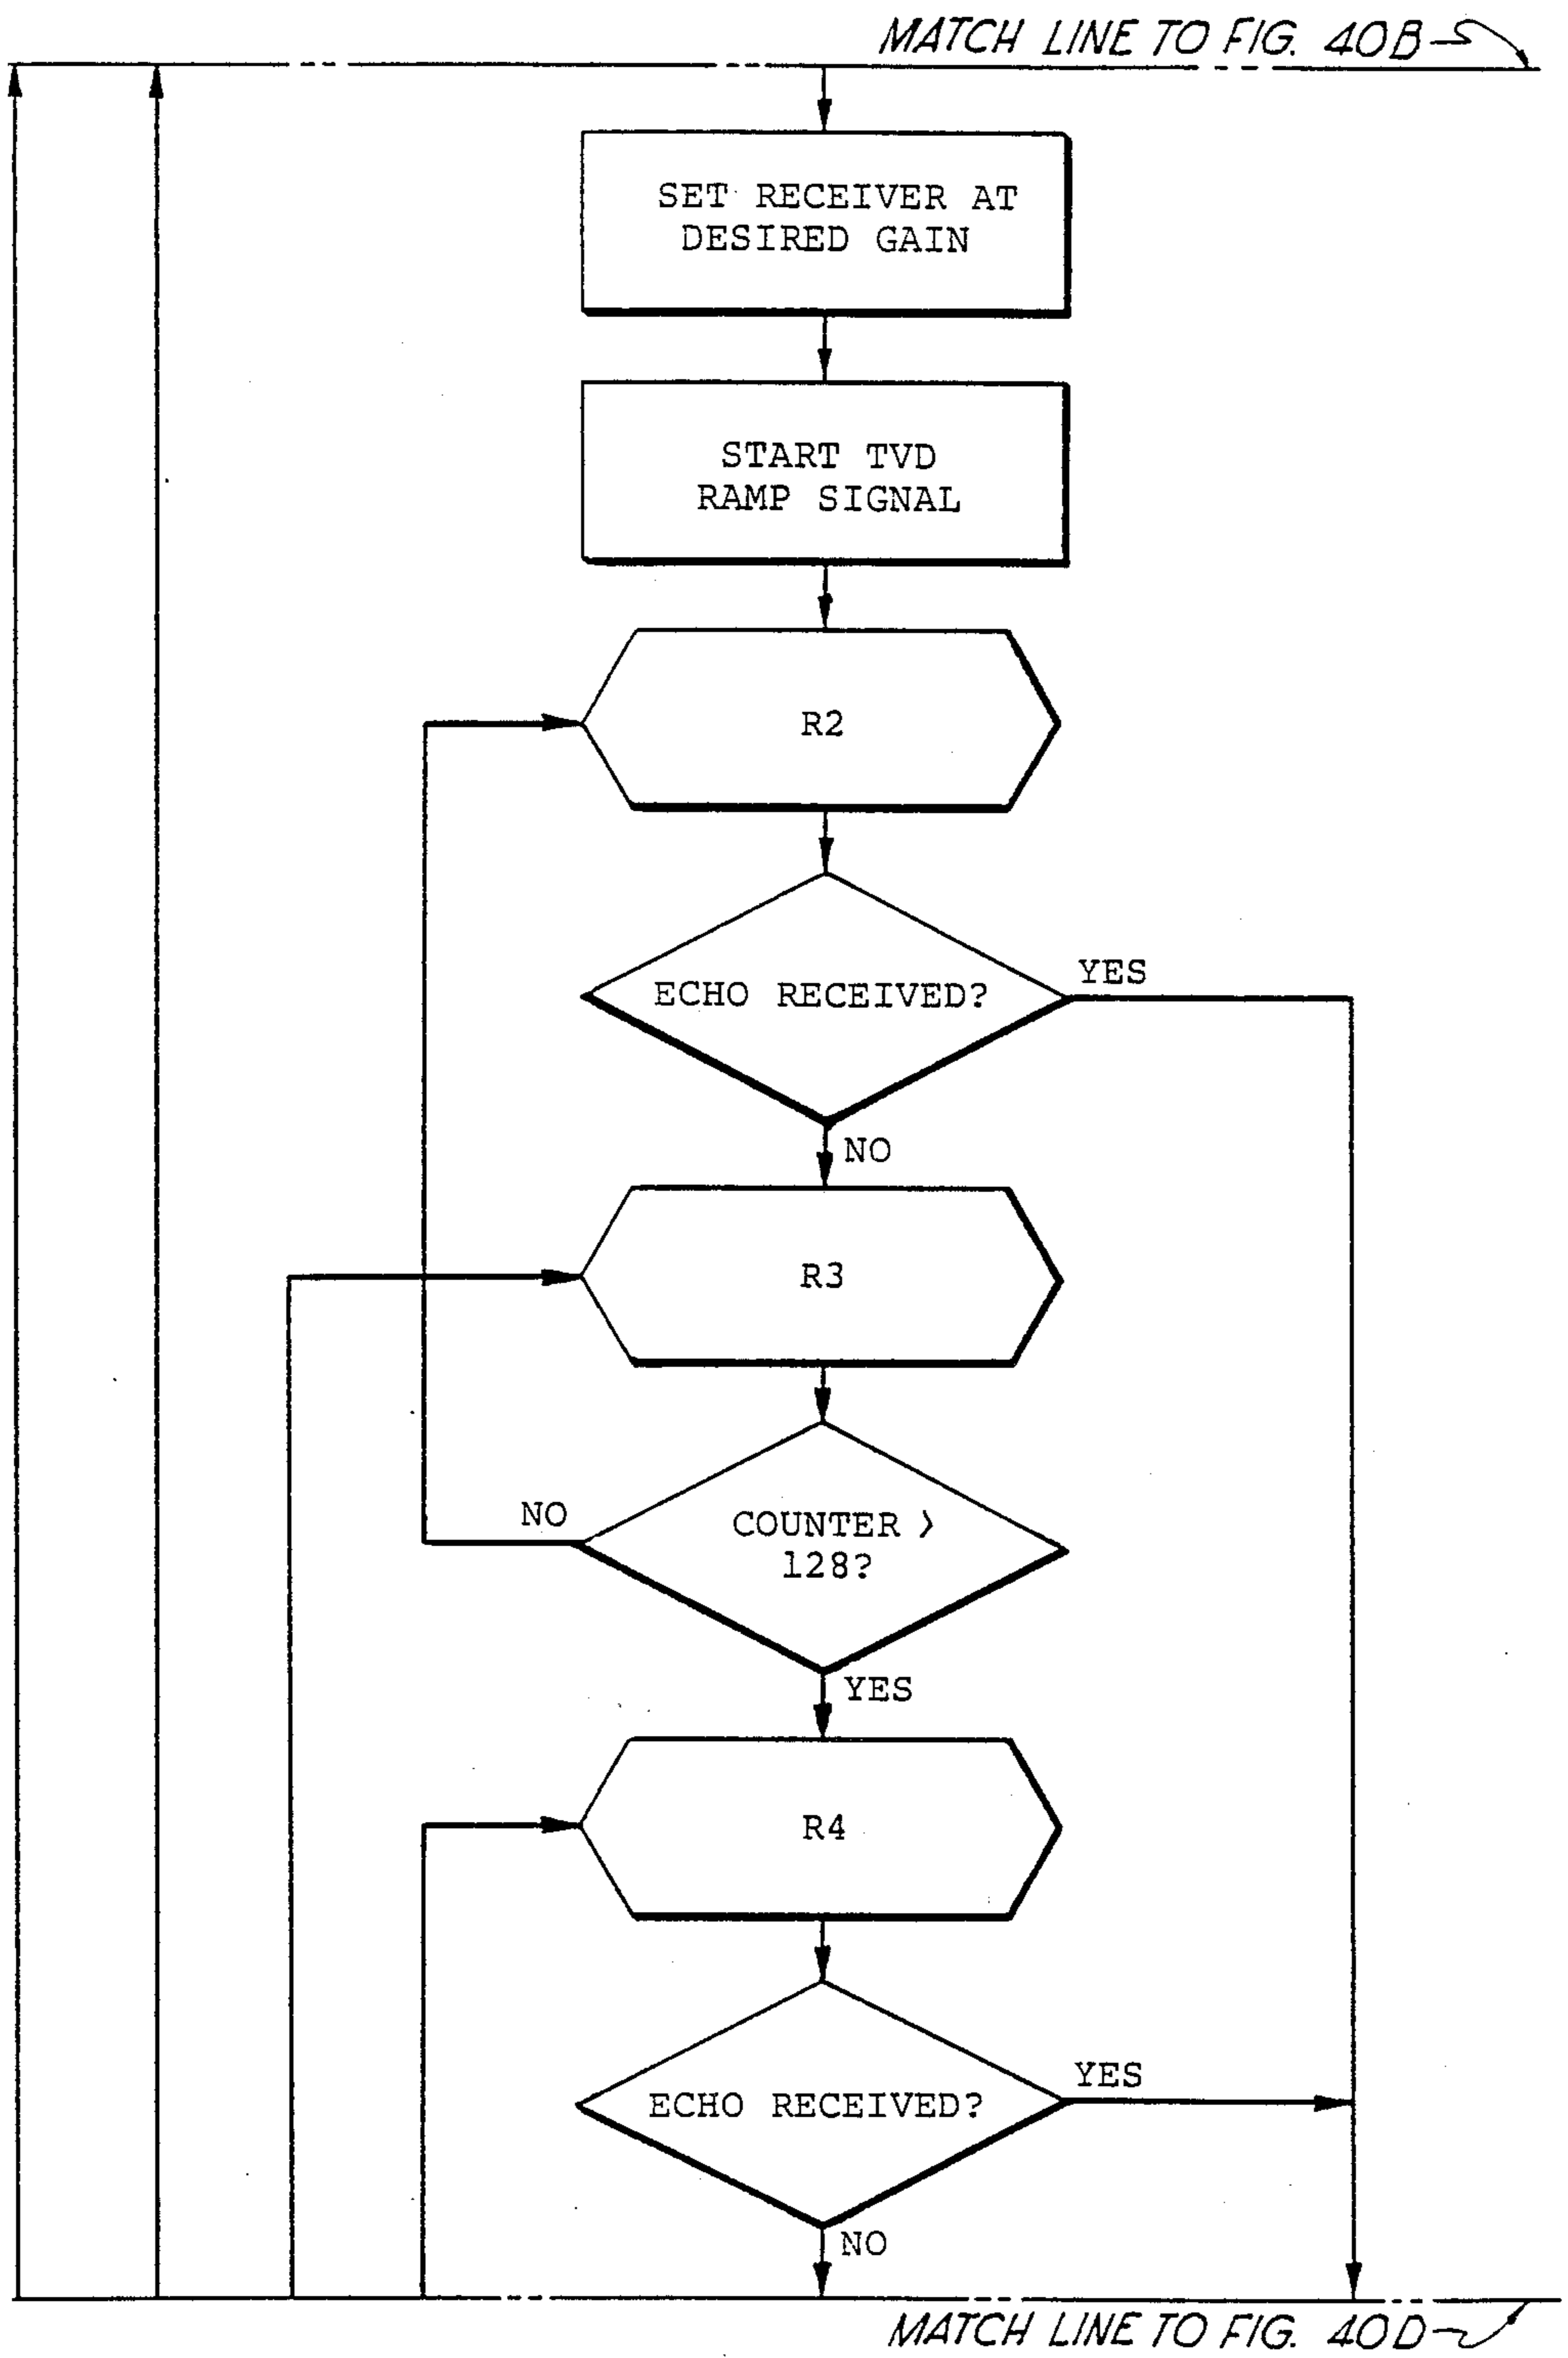 MATCH LINE TO FIG. 40B
SET RECEIVER AT
DESIRED GAIN
START TVD
RAMP SIGNAL
R2
ECHO RECEIVED?
YES
NO
R3
COUNTER >
128?
NO
YES
R4
ECHO RECEIVED?
YES
NO
MATCH LINE TO FIG. 40D